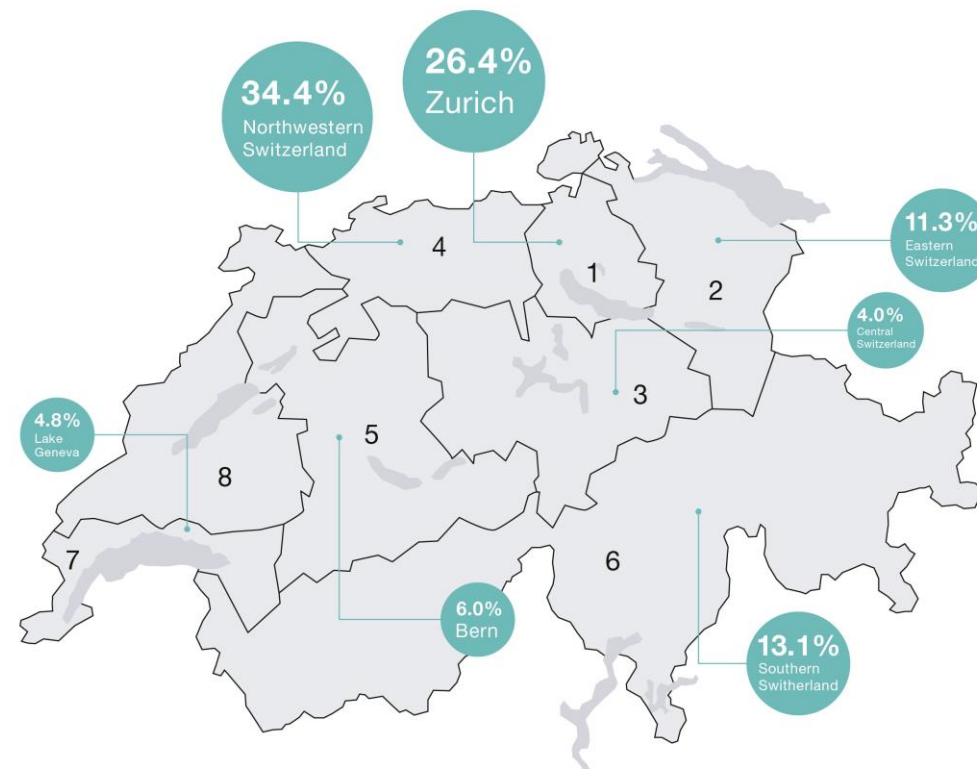 26.4%
Zurich
34.4%
Northwestern
Switzerland
11.3%
Eastern
Switzerland
4
1
2
4.0%
Central
Switzerland
3
4.8%
Lake
Geneva
5
8
7
6
6.0%
Bern
13.1%
Southern
Switherland